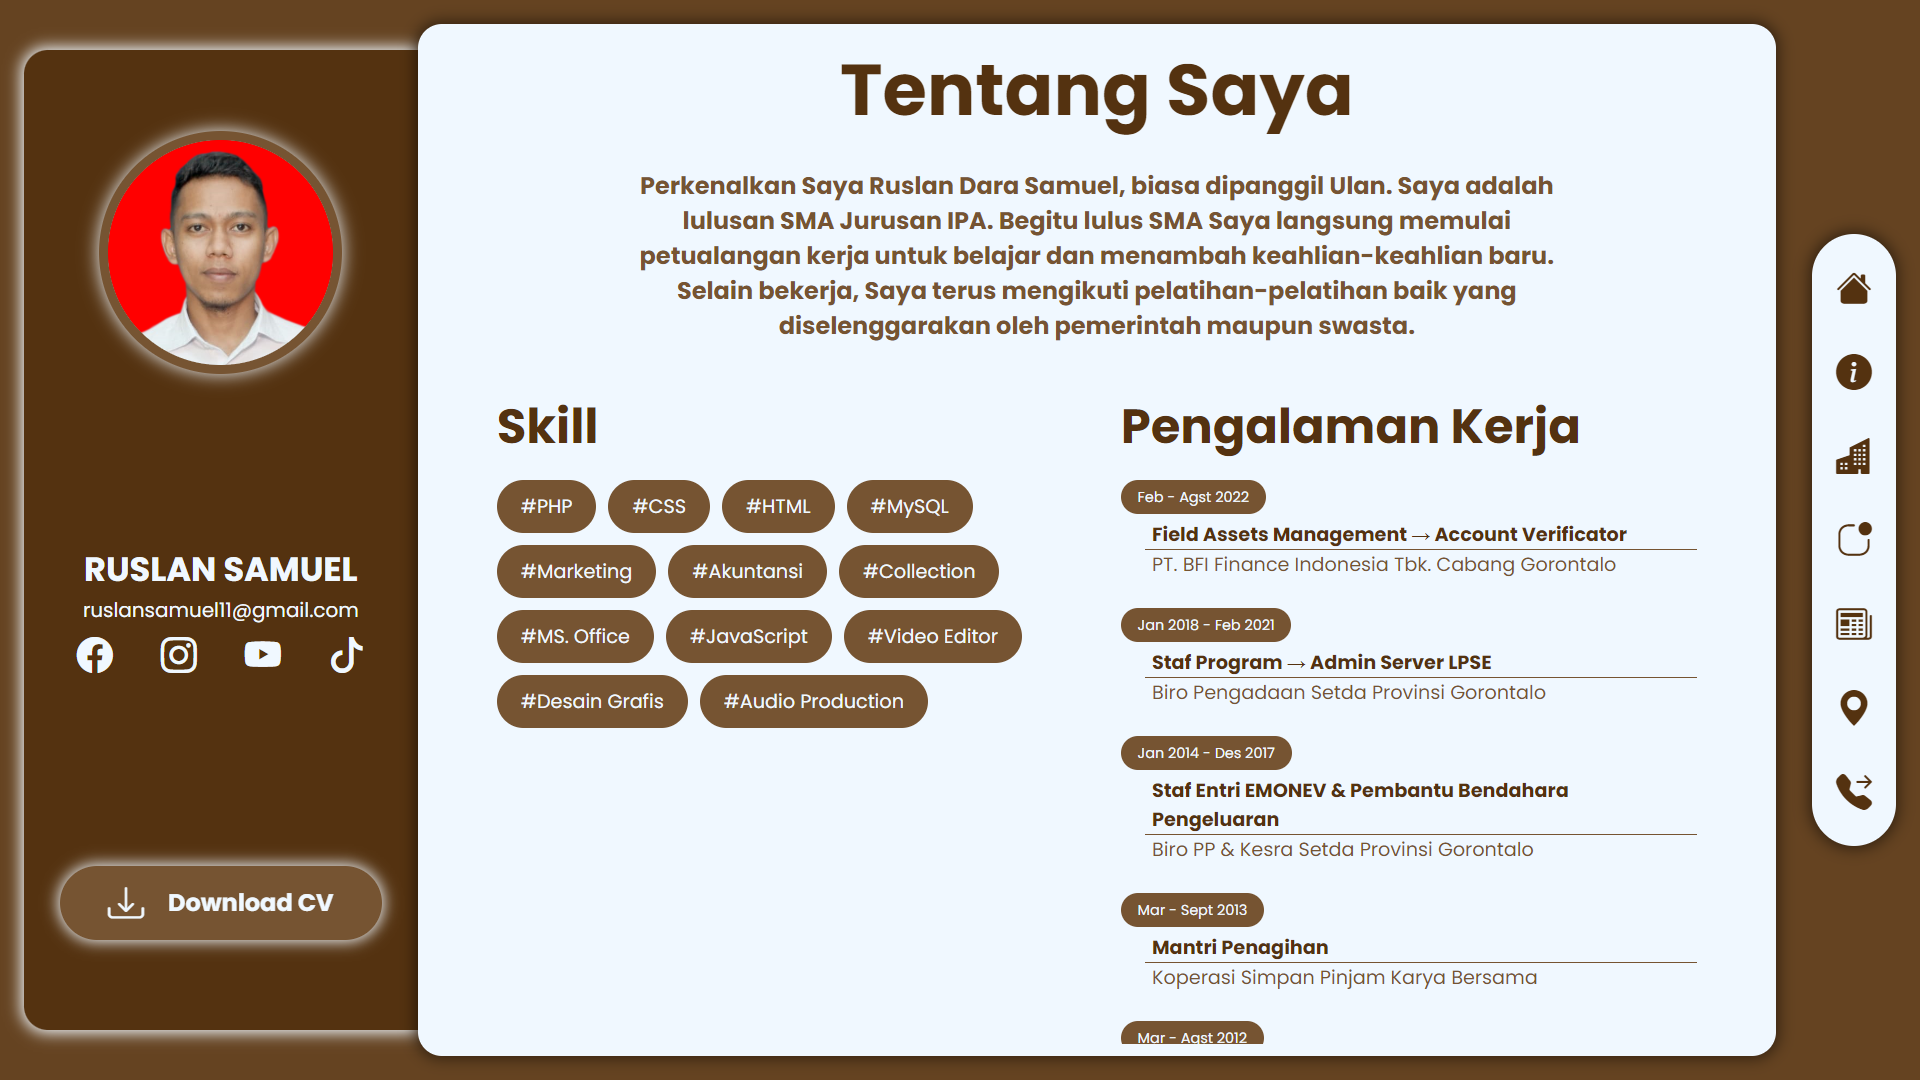 RUSLAN SAMUEL
ruslansamuel11@gmail.com
Download CV
Tentang Saya
Perkenalkan Saya Ruslan Dara Samuel, biasa dipanggil Ulan. Saya adalah
lulusan SMA Jurusan IPA. Begitu lulus SMA Saya langsung memulai
petualangan kerja untuk belajar dan menambah keahlian-keahlian baru.
Selain bekerja, Saya terus mengikuti pelatihan-pelatihan baik yang
diselenggarakan oleh pemerintah maupun swasta.
Skill
#PHP #CSS #HTML #MySQL
#Marketing #Akuntansi #Collection
#MS. Office #JavaScript #Video Editor
#Desain Grafis #Audio Production
Pengalaman Kerja
Feb - Agst 2022
Field Assets Management → Account Verificator
PT. BFI Finance Indonesia Tbk. Cabang Gorontalo
Jan 2018 - Feb 2021
Staf Program → Admin Server LPSE
Biro Pengadaan Setda Provinsi Gorontalo
Jan 2014 - Des 2017
Staf Entri EMONEV & Pembantu Bendahara
Pengeluaran
Biro PP & Kesra Setda Provinsi Gorontalo
Mar - Sept 2013
Mantri Penagihan
Koperasi Simpan Pinjam Karya Bersama
Mar - Agst 2012